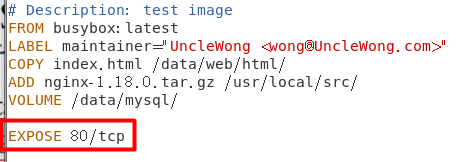 # Description: test image
FROM busybox:latest
LABEL maintainer="UncleWong <wong@UncleWong.com>"
COPY index.html /data/web/html/
ADD nginx-1.18.0.tar.gz /usr/local/src/
VOLUME /data/mysql/
EXPOSE 80/tcp